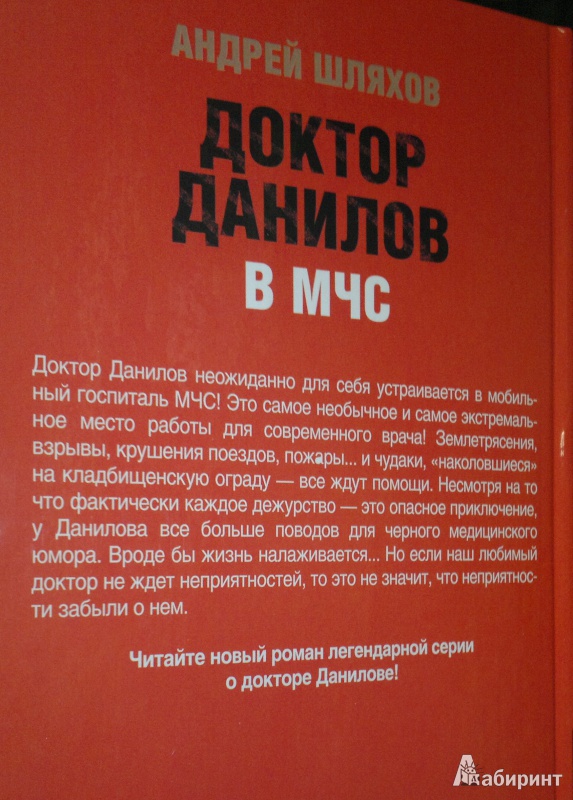 АНДРЕЙ ШЛЯХОВ
ДОКТОР
ДАНИЛОВ
В МЧС
Доктор Данилов неожиданно для себя устраивается в мобиль-
ный госпиталь МЧС! Это самое необычное и самое экстремаль-
ное место работы для современного врача! Землетрясения,
взрывы, крушения поездов, пожары... и чудаки, «наколовшиеся»
на кладбищенскую ограду — все ждут помощи. Несмотря на то
что фактически каждое дежурство — это опасное приключение,
у Данилова все больше поводов для черного медицинского
юмора. Вроде бы жизнь налаживается... Но если наш любимый
доктор не ждет неприятностей, то это не значит, что неприятнос-
ти забыли о нем.
Читайте новый роман легендарной серии
о докторе Данилове!
Лабиринт